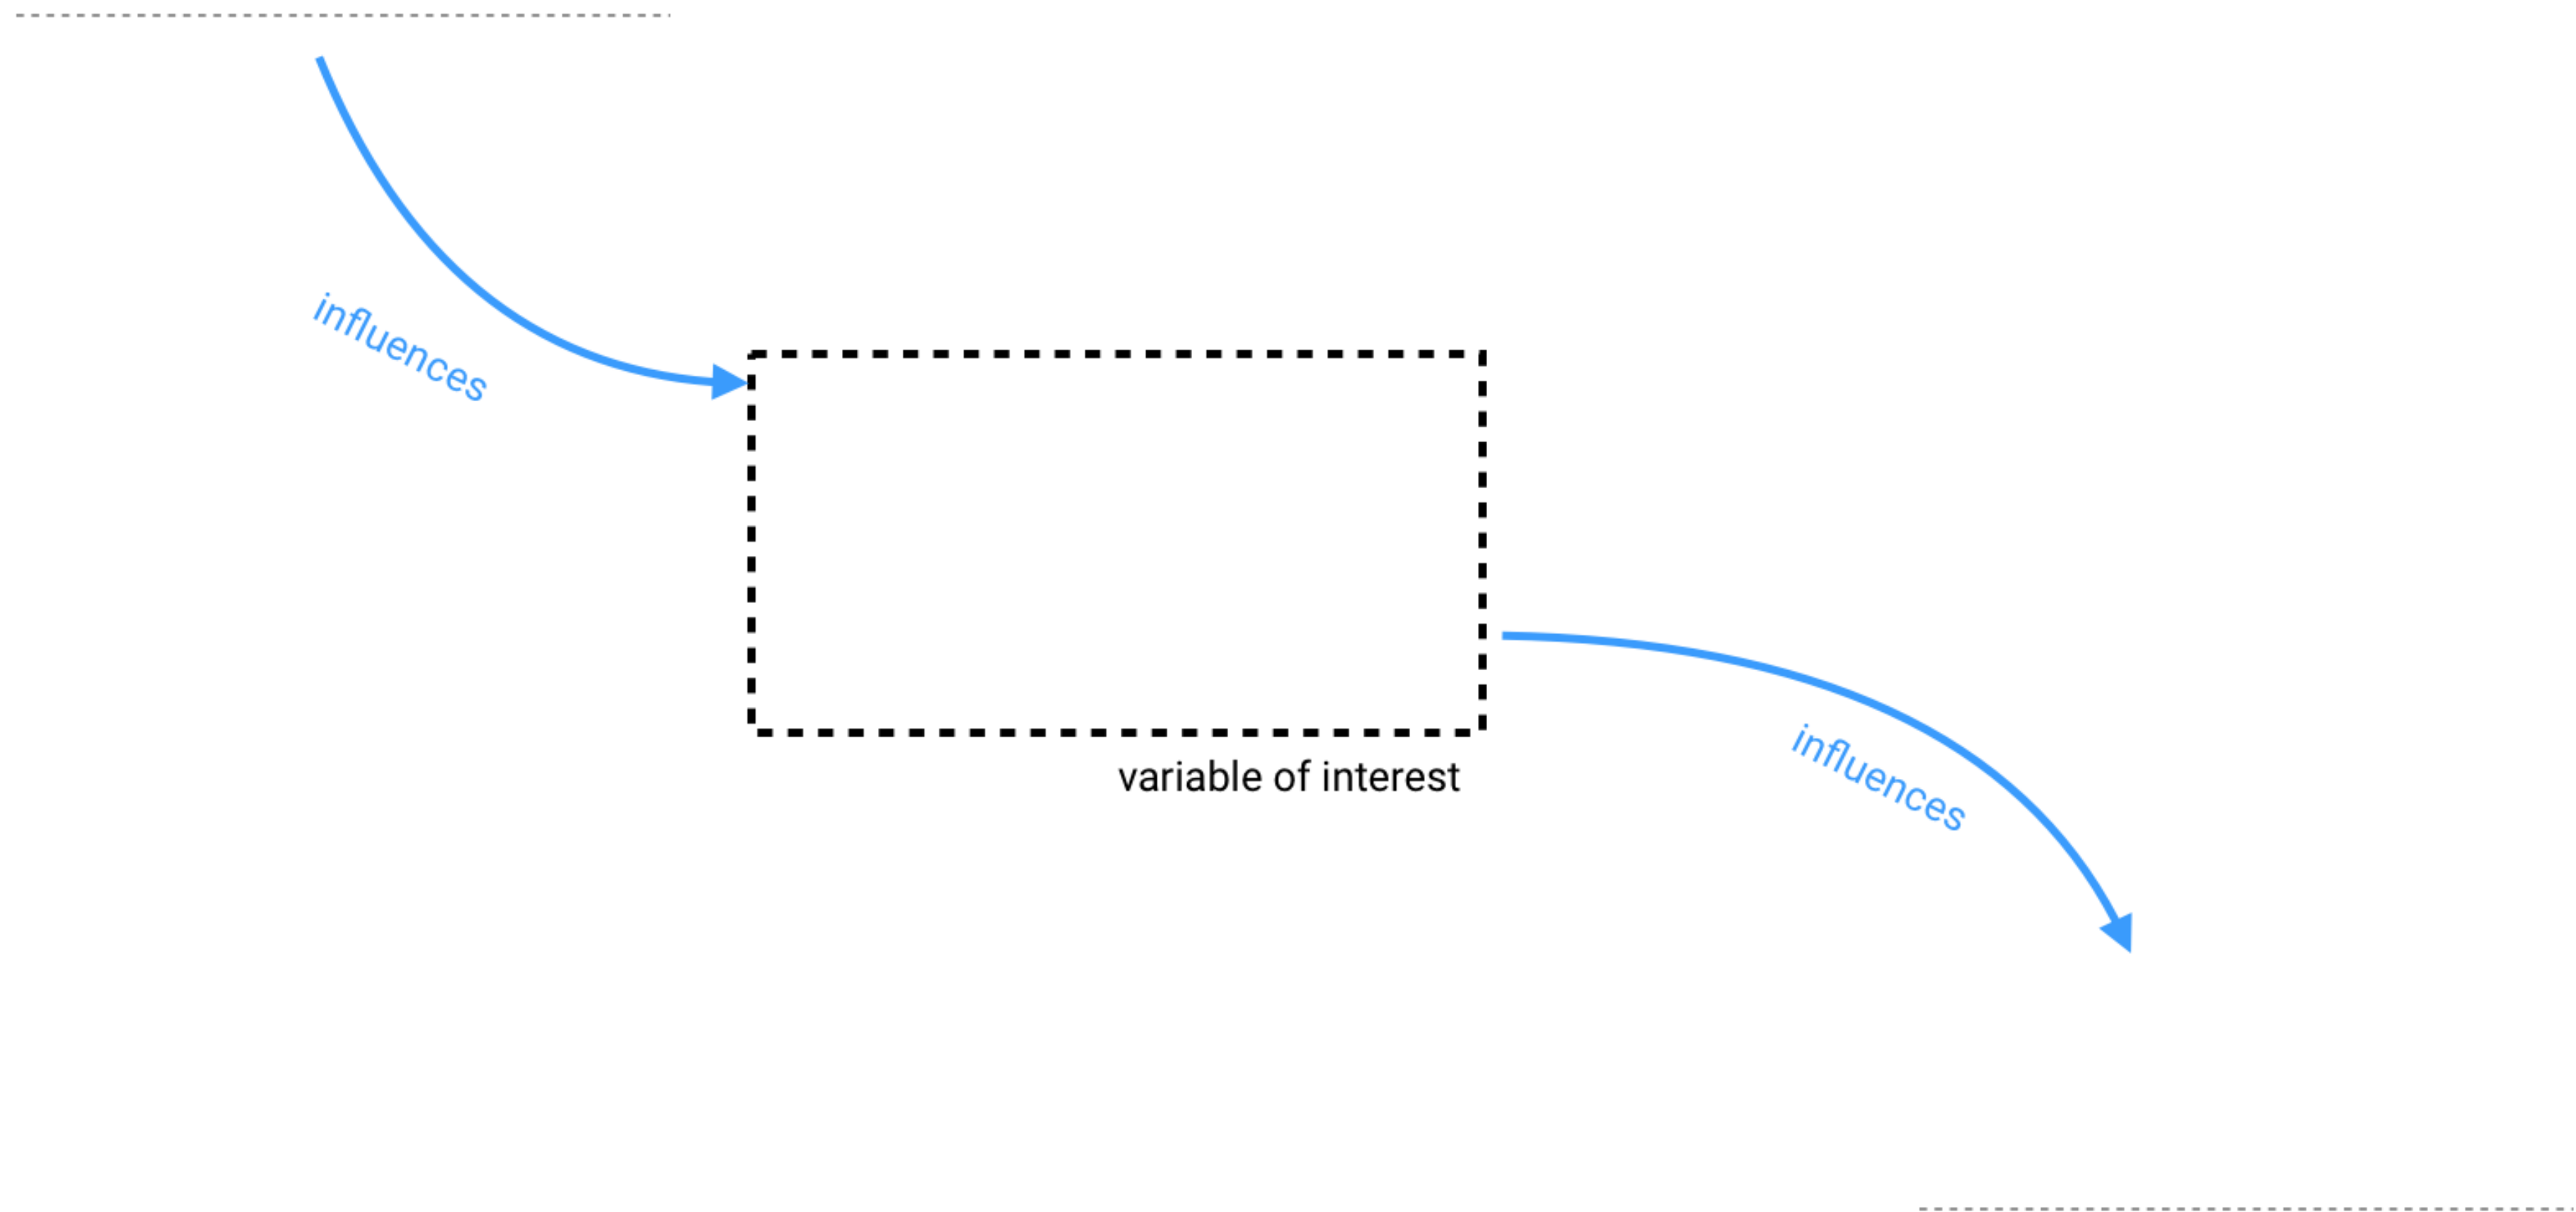 influences
variable of interest
influences